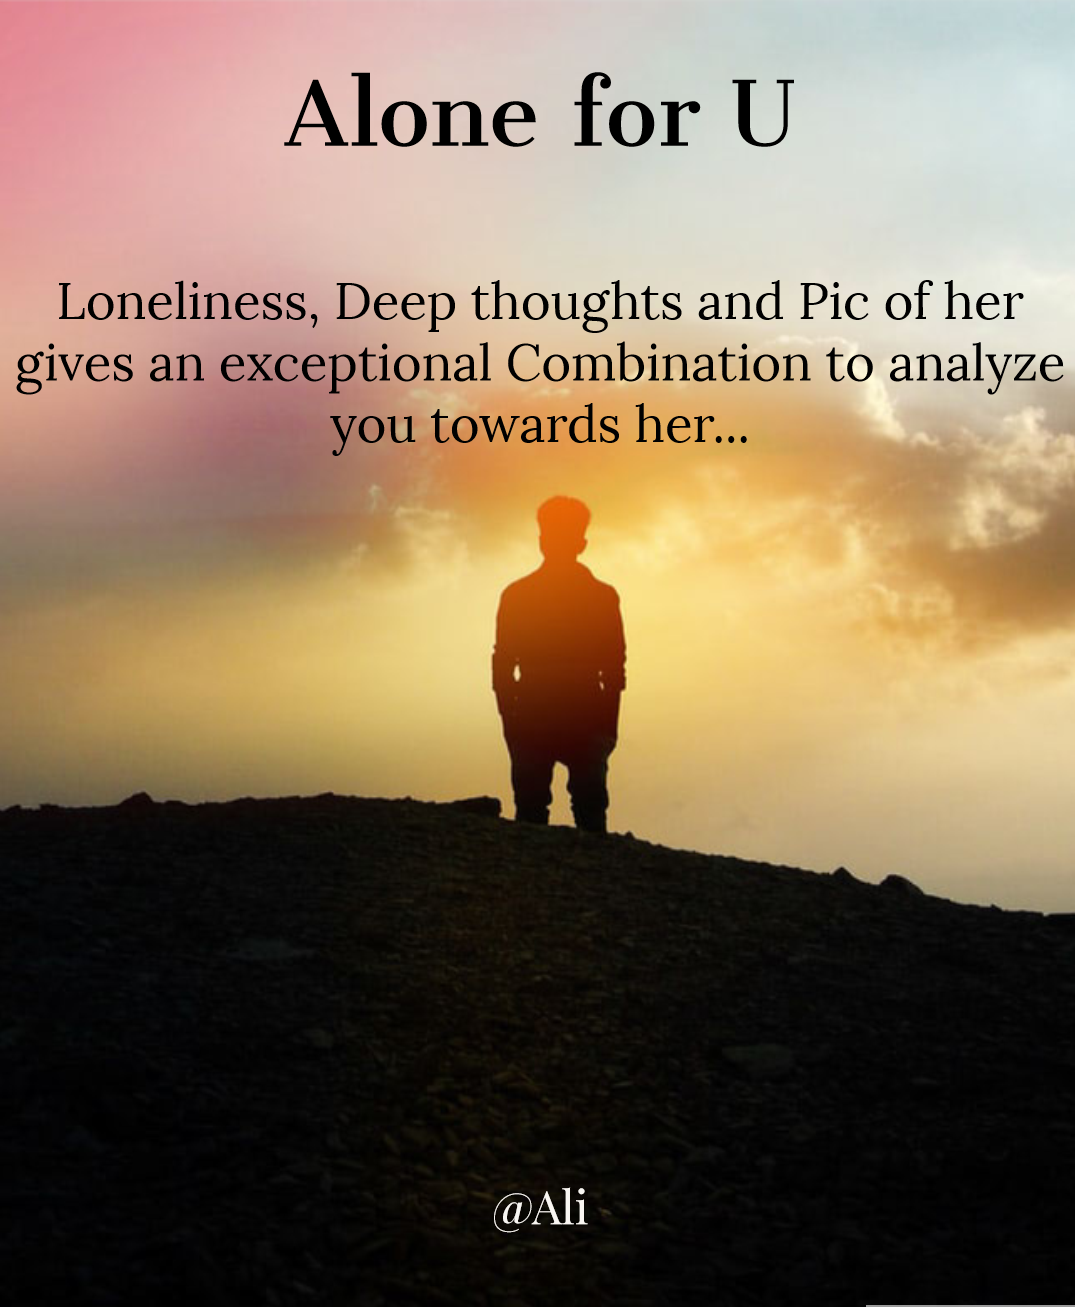 Alone for U
Loneliness, Deep thoughts and Pic of her
gives an exceptional Combination to analyze
you towards her...
@Ali